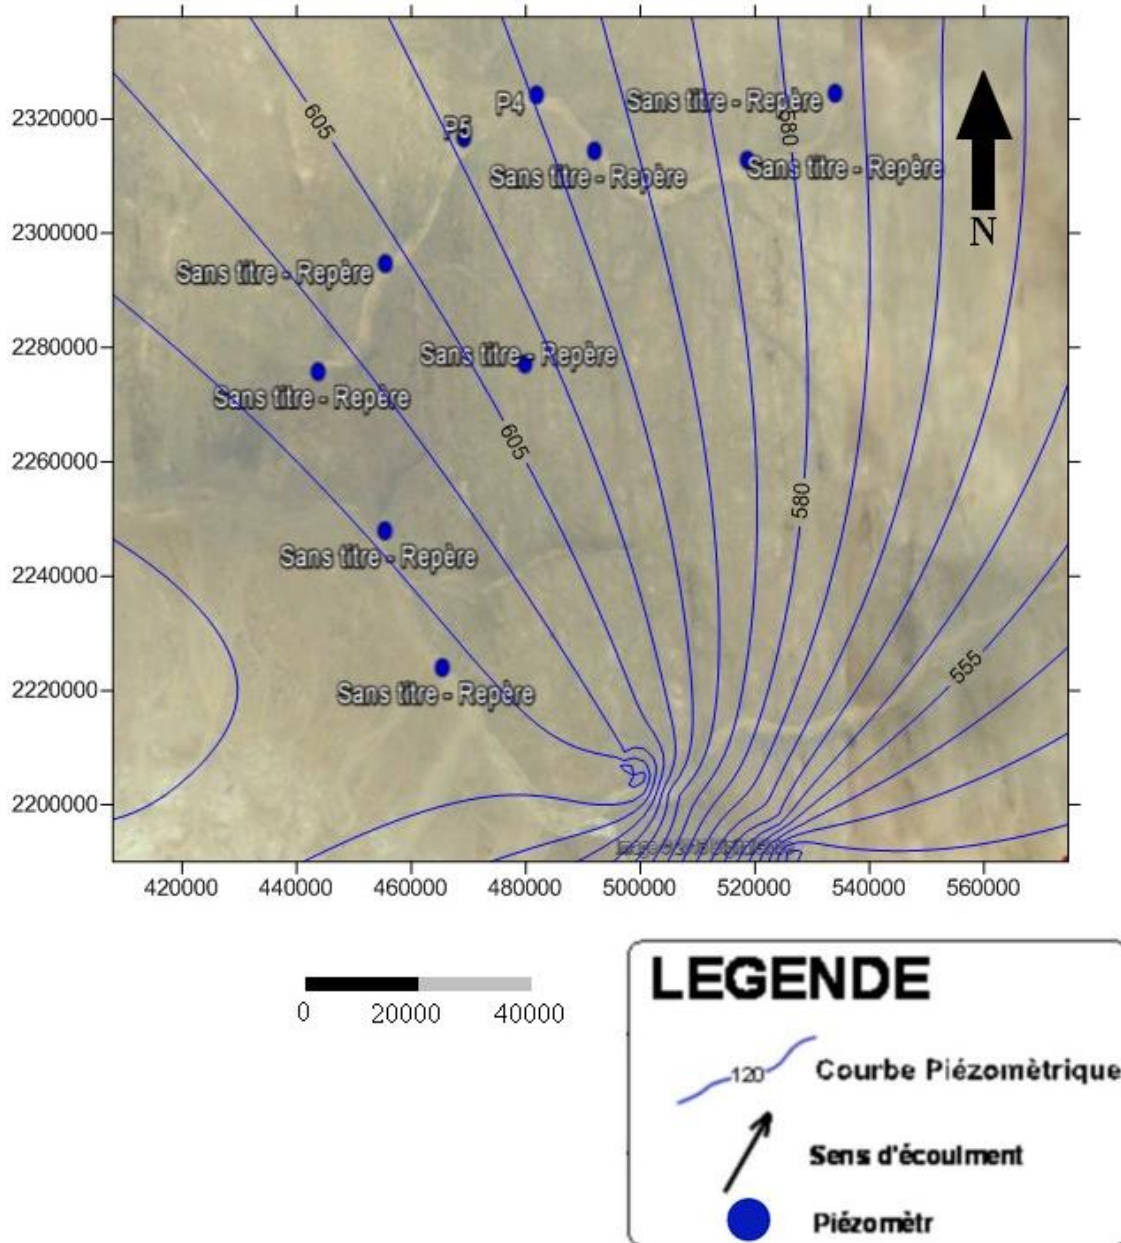 2320000
2300000
2280000
2260000
2240000
2220000
2200000
605
P4
P5
Sans titre - Repère
580
Sans titre - Repère
Sans titre - Repère
N
Sans titre - Repère
Sans titre - Repère
Sans titre - Repère
605
580
Sans titre - Repère
Sans titre - Repère
555
420000
440000
460000
480000
500000
520000
540000
560000
0
20000
40000
LEGENDE
120
Courbe Piézomètrique
Sens d'écoulment
Piézomètr